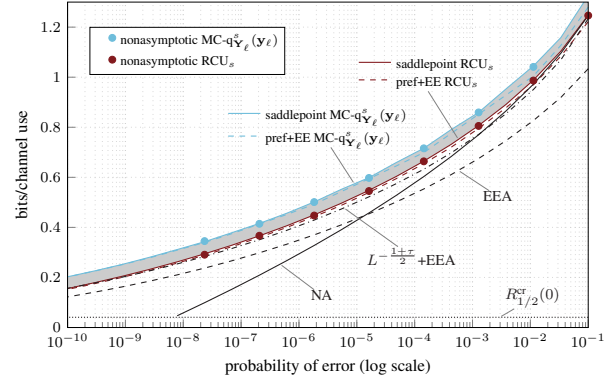 nonasymptotic MC-q^s_{Y_ℓ}(y_ℓ)
nonasymptotic RCU_s
saddlepoint RCU_s
pref+EE RCU_s
saddlepoint MC-q^s_{Y_ℓ}(y_ℓ)
pref+EE MC-q^s_{Y_ℓ}(y_ℓ)
EEA
L^{-\frac{1+τ}{2}}+EEA
NA
R^{cr}_{1/2}(0)
bits/channel use
1.2
1
0.8
0.6
0.4
0.2
0
10^{-10}
10^{-9}
10^{-8}
10^{-7}
10^{-6}
10^{-5}
10^{-4}
10^{-3}
10^{-2}
10^{-1}
probability of error (log scale)